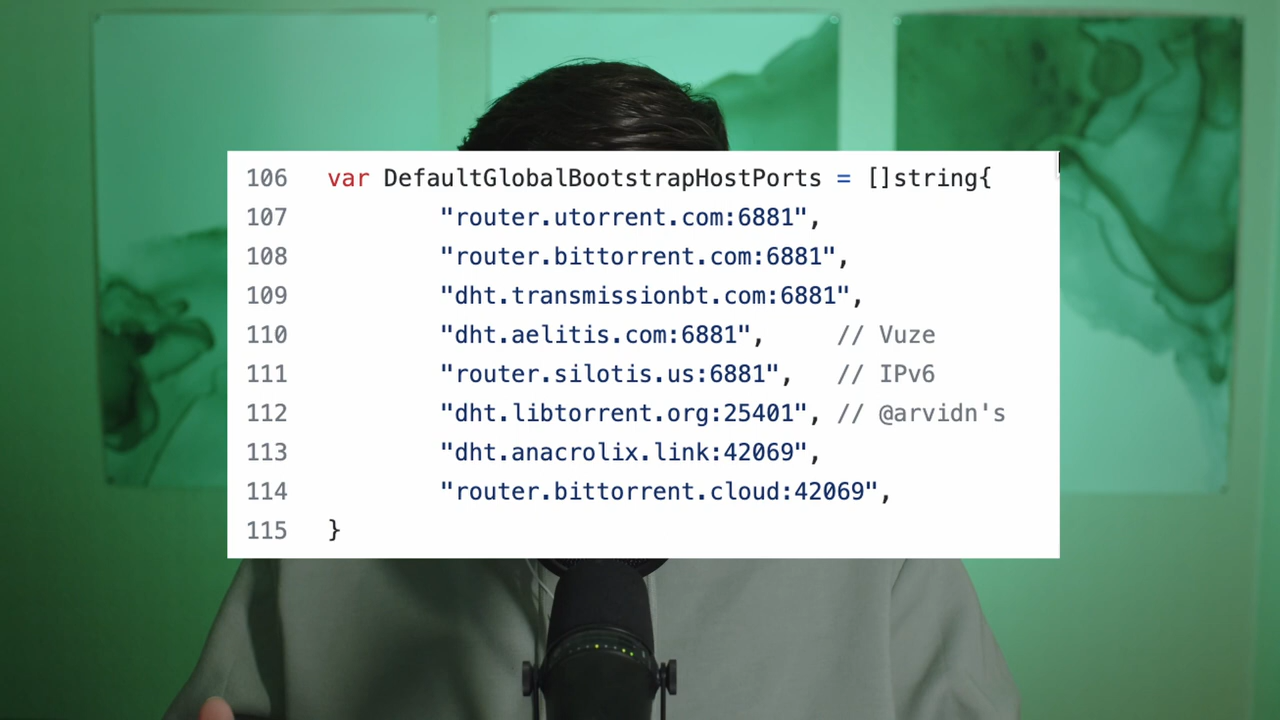 106 var DefaultGlobalBootstrapHostPorts = []string{
107 "router.utorrent.com:6881",
108 "router.bittorrent.com:6881",
109 "dht.transmissionbt.com:6881",
110 "dht.aelitis.com:6881", // Vuze
111 "router.silotis.us:6881", // IPv6
112 "dht.libtorrent.org:25401", // @arvidn's
113 "dht.anacrolix.link:42069",
114 "router.bittorrent.cloud:42069",
115 }